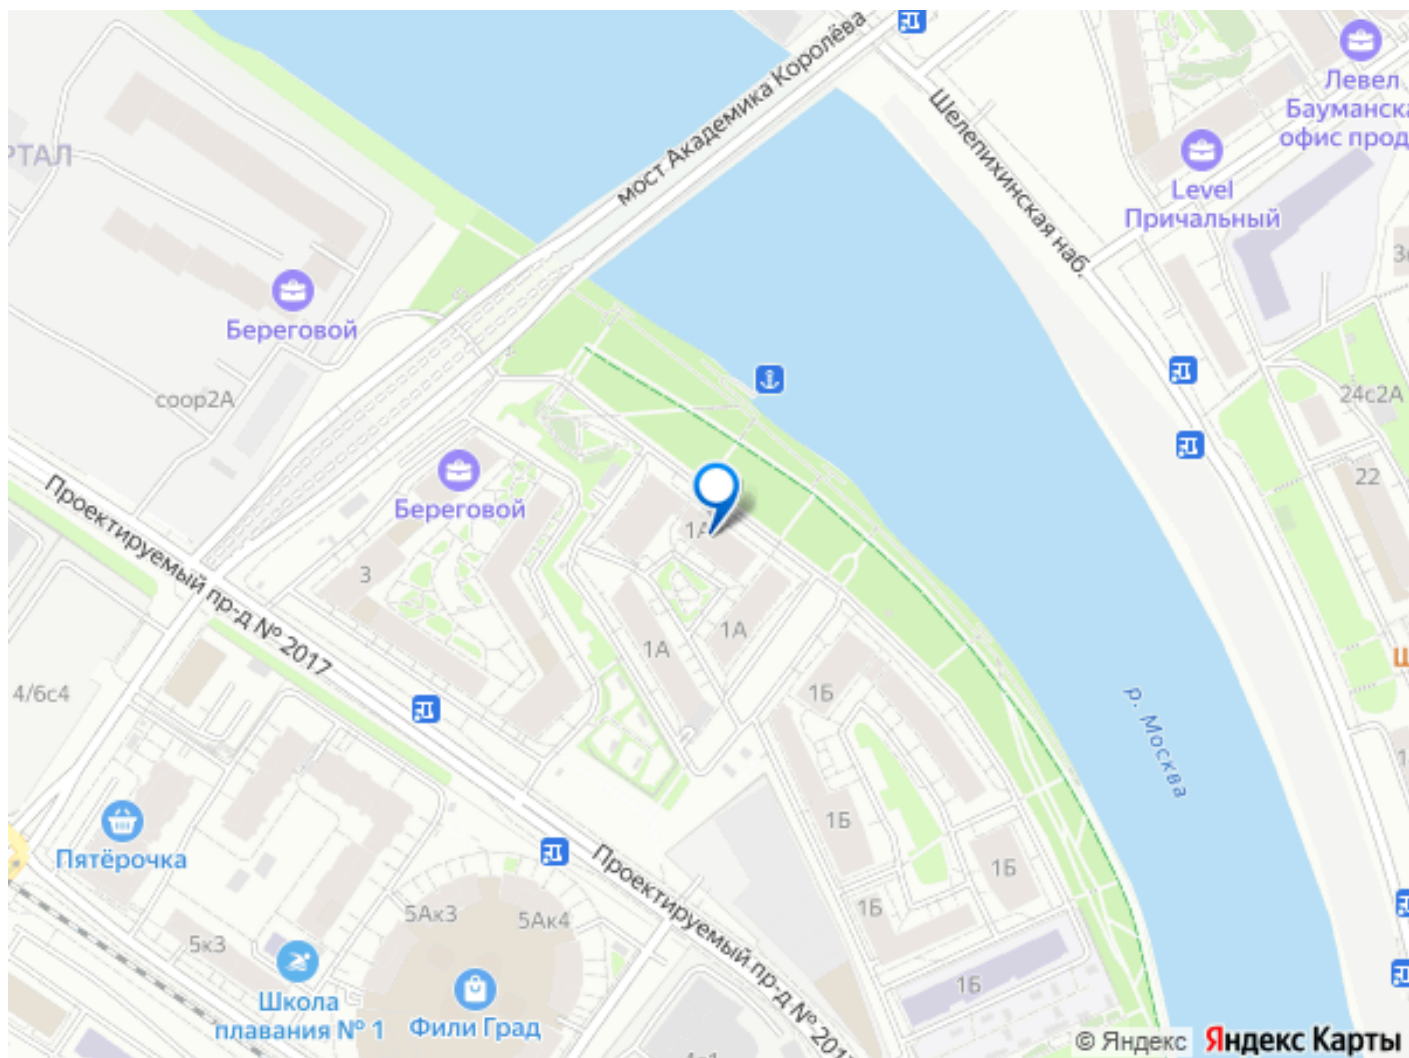 мост Академика Королёва
Шелепихинская наб.
Левел
офис прод
Level
Причальный
Береговой
соор2А
24с2А
22
Береговой
Проектируемый пр-д № 2017
3
1А
1А
1А
1Б
р. Москва
4/6с4
Пятёрочка
1Б
Проектируемый пр-д № 201
5Ак3
5Ак4
1Б
1Б
5к3
1Б
Школа
плавания № 1
Фили Град
© Яндекс
Яндекс Карты